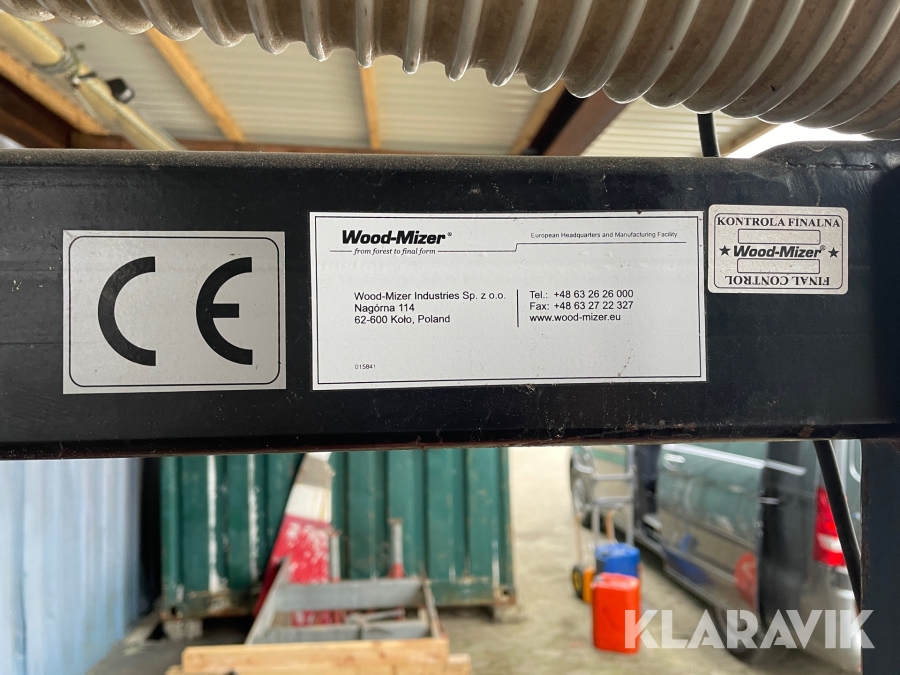 CE
Wood-Mizer®
from forest to final form
European Headquarters and Manufacturing Facility
Wood-Mizer Industries Sp. z o.o.
Nagórna 114
62-600 Koło, Poland
Tel.: +48 63 26 26 000
Fax: +48 63 27 22 327
www.wood-mizer.eu
015841
KONTROLA FINALNA
★ Wood-Mizer® ★
FINAL CONTROL
KLARAVIK